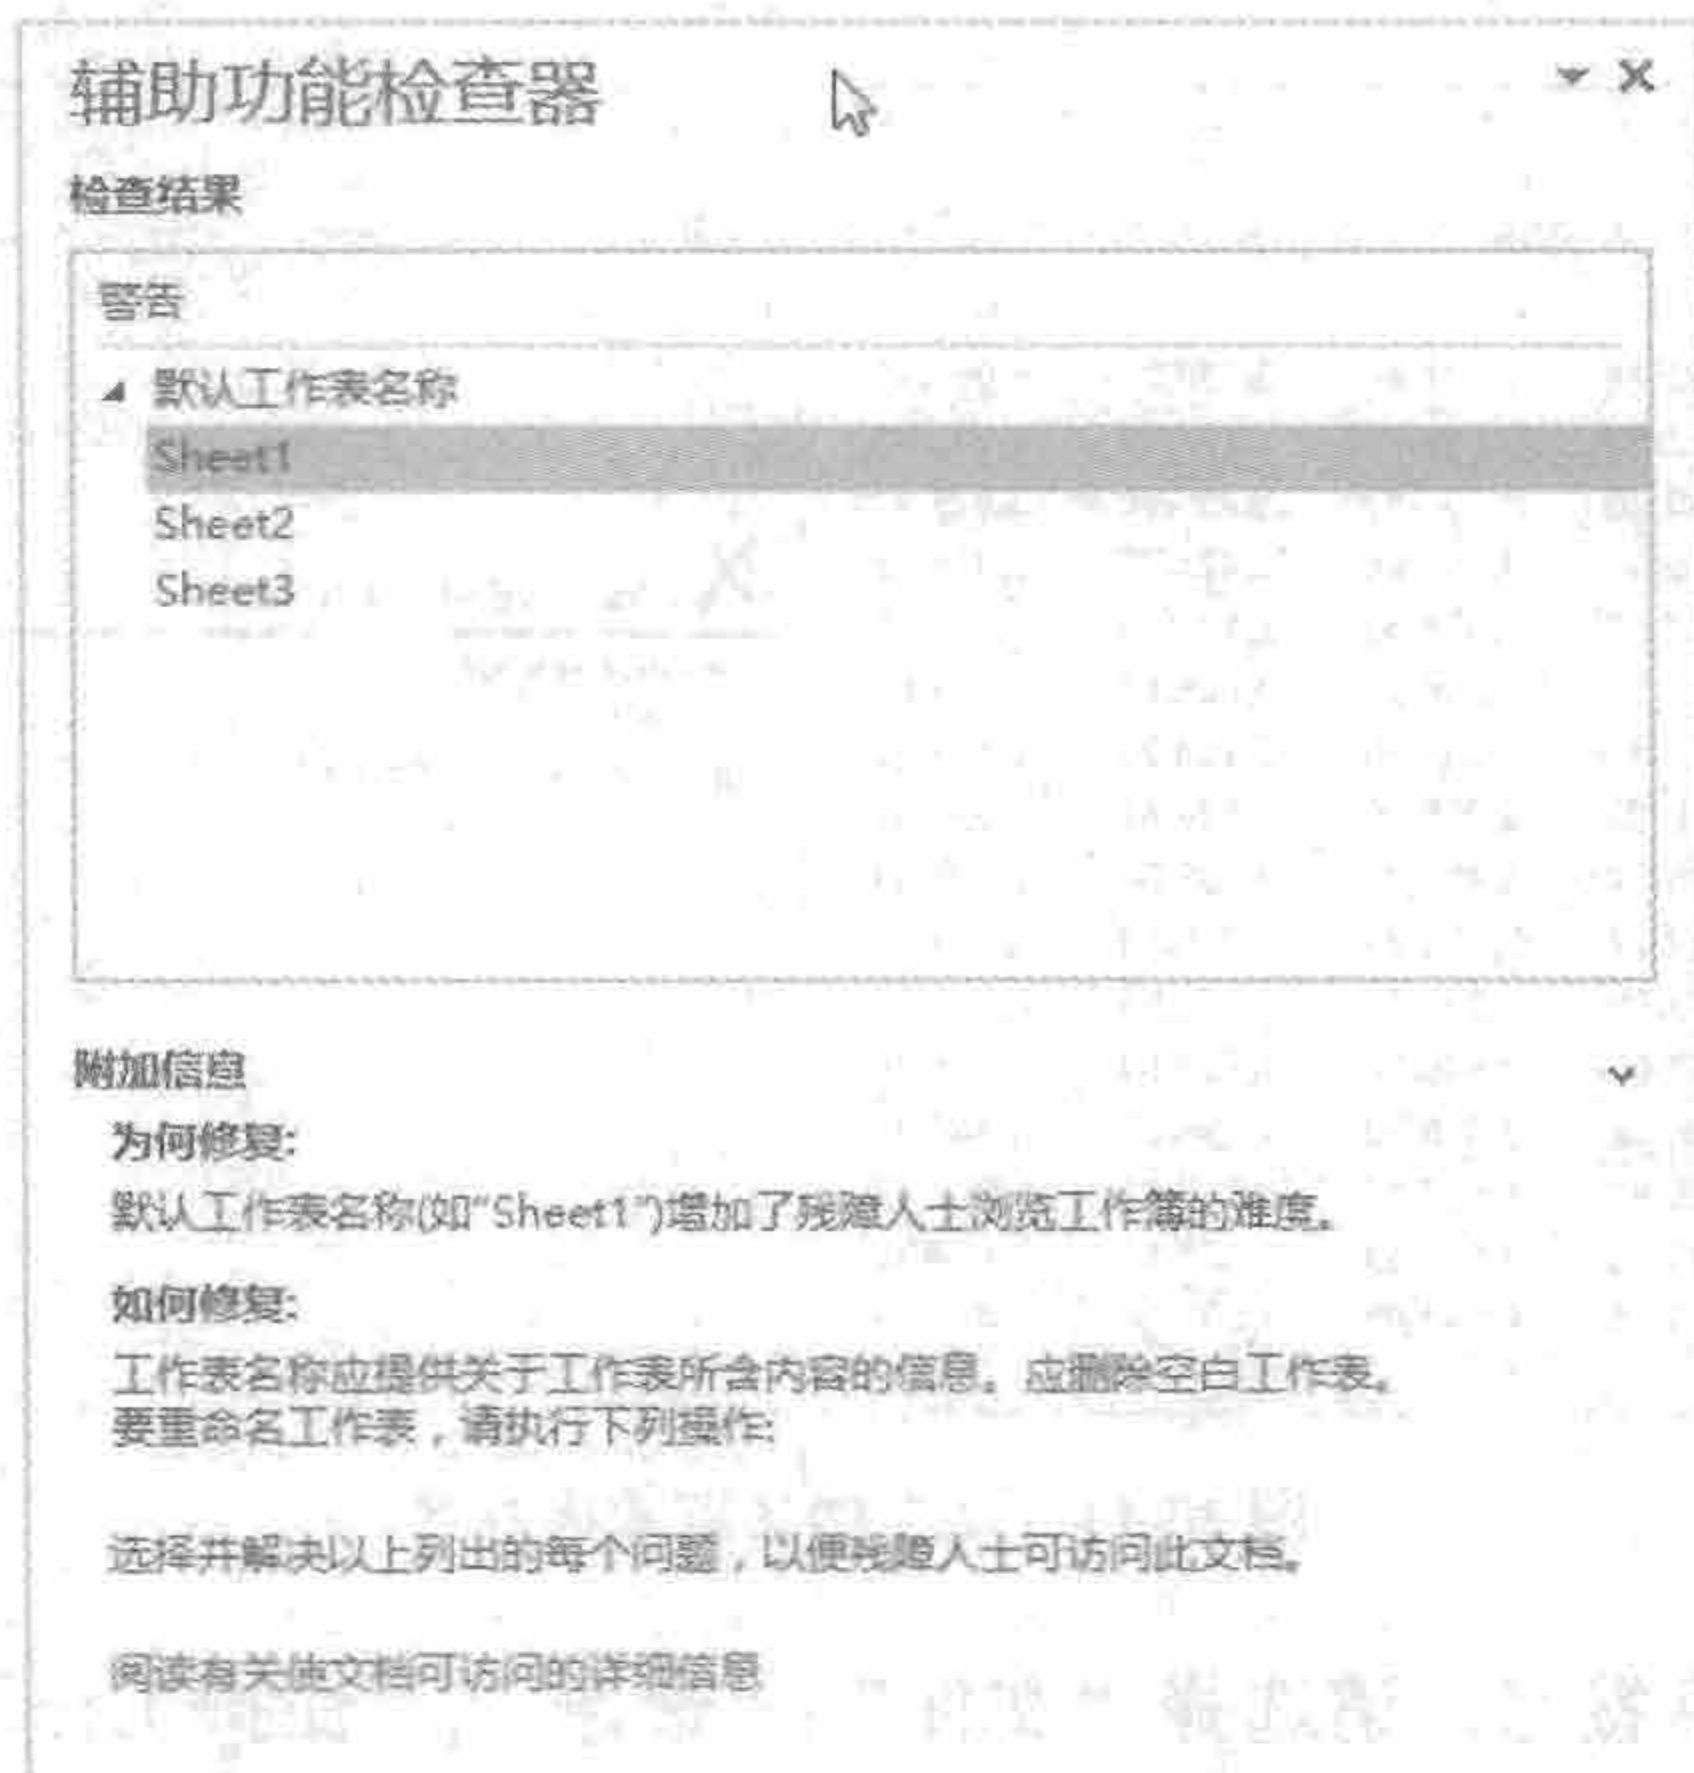 辅助功能检查器
检查结果
警告
默认工作表名称
Sheet1
Sheet2
Sheet3
附加信息
为何修复:
默认工作表名称(如"Sheet1")增加了残障人士浏览工作簿的难度。
如何修复:
工作表名称应提供关于工作表所含内容的信息。应删除空白工作表。
要重命名工作表，请执行下列操作:
选择并解决以上列出的每个问题，以便残障人士可访问此文档。
阅读有关使文档可访问的详细信息